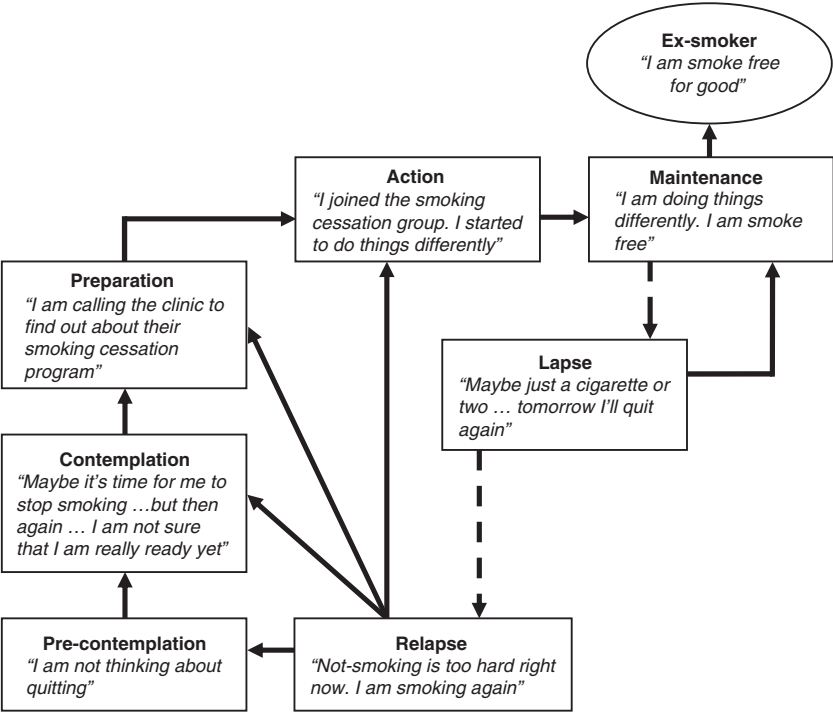 Ex-smoker
“I am smoke free
for good”
Action
“I joined the smoking
cessation group. I started
to do things differently”
Maintenance
“I am doing things
differently. I am smoke
free”
Preparation
“I am calling the clinic to
find out about their
smoking cessation
program”
Lapse
“Maybe just a cigarette or
two … tomorrow I’ll quit
again”
Contemplation
“Maybe it’s time for me to
stop smoking …but then
again … I am not sure
that I am really ready yet”
Pre-contemplation
“I am not thinking about
quitting”
Relapse
“Not-smoking is too hard right
now. I am smoking again”